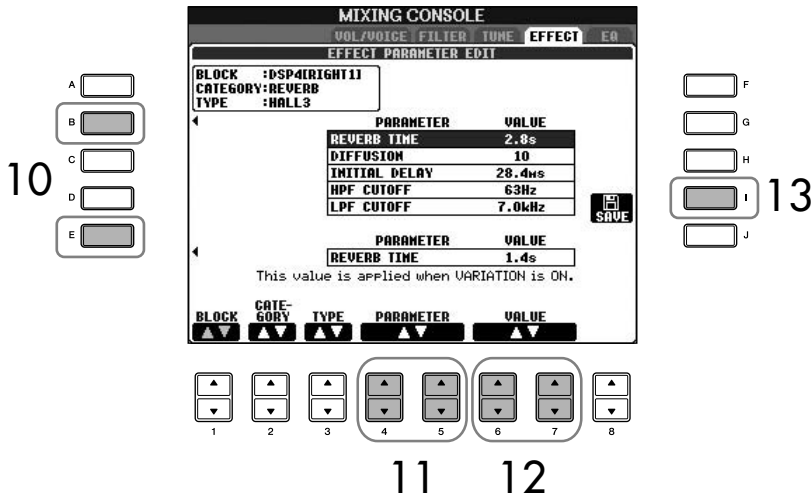 MIXING CONSOLE
VOL/VOICE FILTER TUNE EFFECT EQ
EFFECT PARAMETER EDIT
BLOCK :DSP4[RIGHT1]
CATEGORY:REVERB
TYPE :HALL3
PARAMETER VALUE
REVERB TIME 2.8s
DIFFUSION 10
INITIAL DELAY 28.4ms
HPF CUTOFF 63Hz
LPF CUTOFF 7.0kHz
SAVE
PARAMETER VALUE
REVERB TIME 1.4s
This value is applied when VARIATION is ON.
BLOCK CATE-GORY TYPE PARAMETER VALUE
A
B
C
D
E
10
F
G
H
I
J
13
1 2 3 4 5 6 7 8
11 12